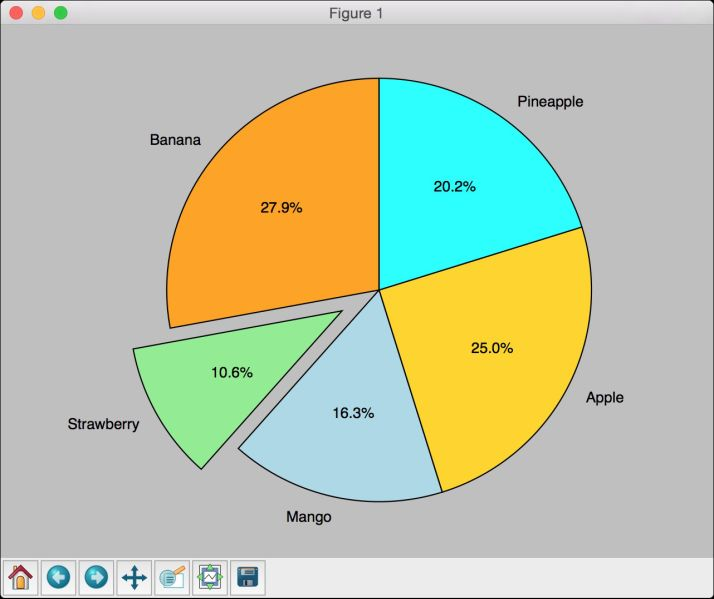 Figure 1
Pineapple
Banana
20.2%
27.9%
25.0%
10.6%
Apple
16.3%
Strawberry
Mango